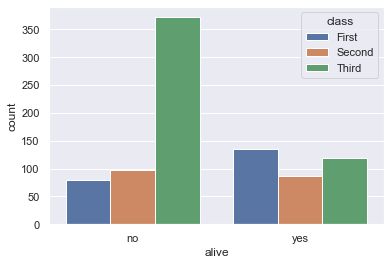 class
First
Second
Third
350
300
250
200
150
100
50
0
count
no
yes
alive